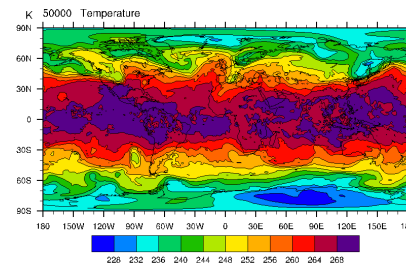 K 50000 Temperature
90N
60N
30N
0
30S
60S
90S
180 150W 120W 90W 60W 30W 0 30E 60E 90E 120E 150E 18
228 232 236 240 244 248 252 256 260 264 268